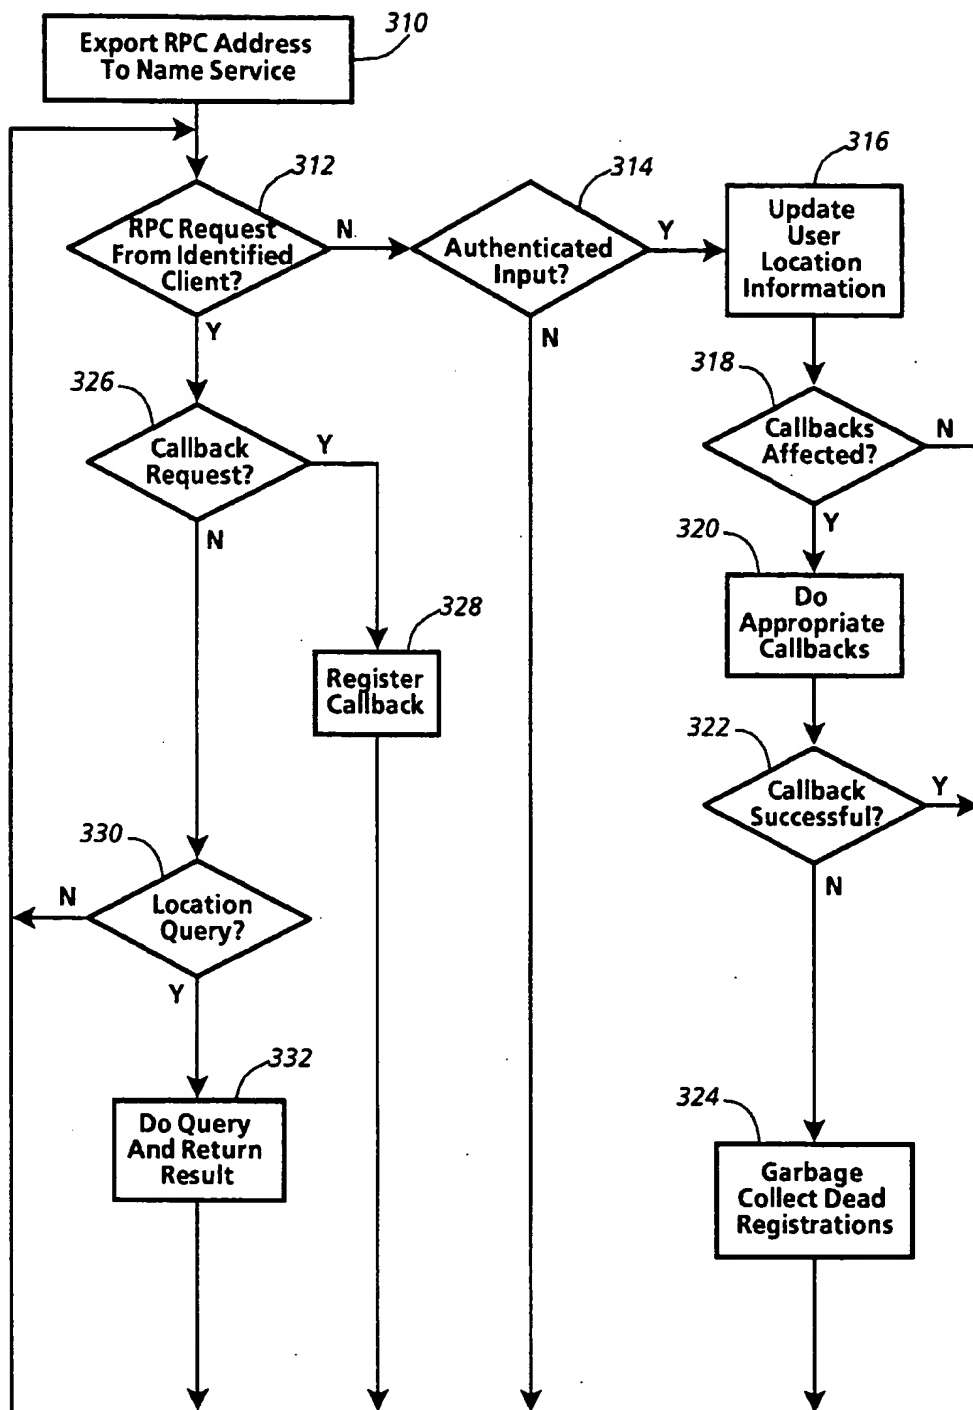 Export RPC Address
To Name Service
310
312
RPC Request
From Identified
Client?
N
Y
314
Authenticated
Input?
Y
N
316
Update
User
Location
Information
318
Callbacks
Affected?
N
Y
326
Callback
Request?
Y
N
320
Do
Appropriate
Callbacks
328
Register
Callback
322
Callback
Successful?
Y
N
330
Location
Query?
N
Y
332
Do Query
And Return
Result
324
Garbage
Collect Dead
Registrations